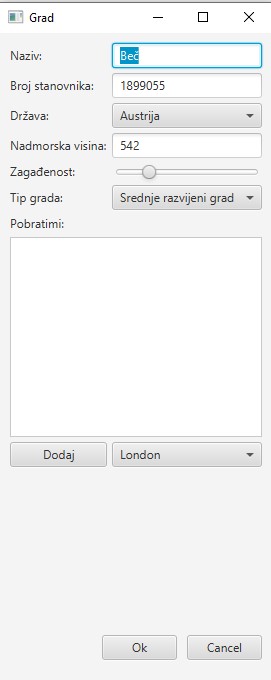 Grad
Naziv: Beč
Broj stanovnika: 1899055
Država: Austrija
Nadmorska visina: 542
Zagađenost:
Tip grada: Srednje razvijeni grad
Pobratimi:
Dodaj London
Ok Cancel